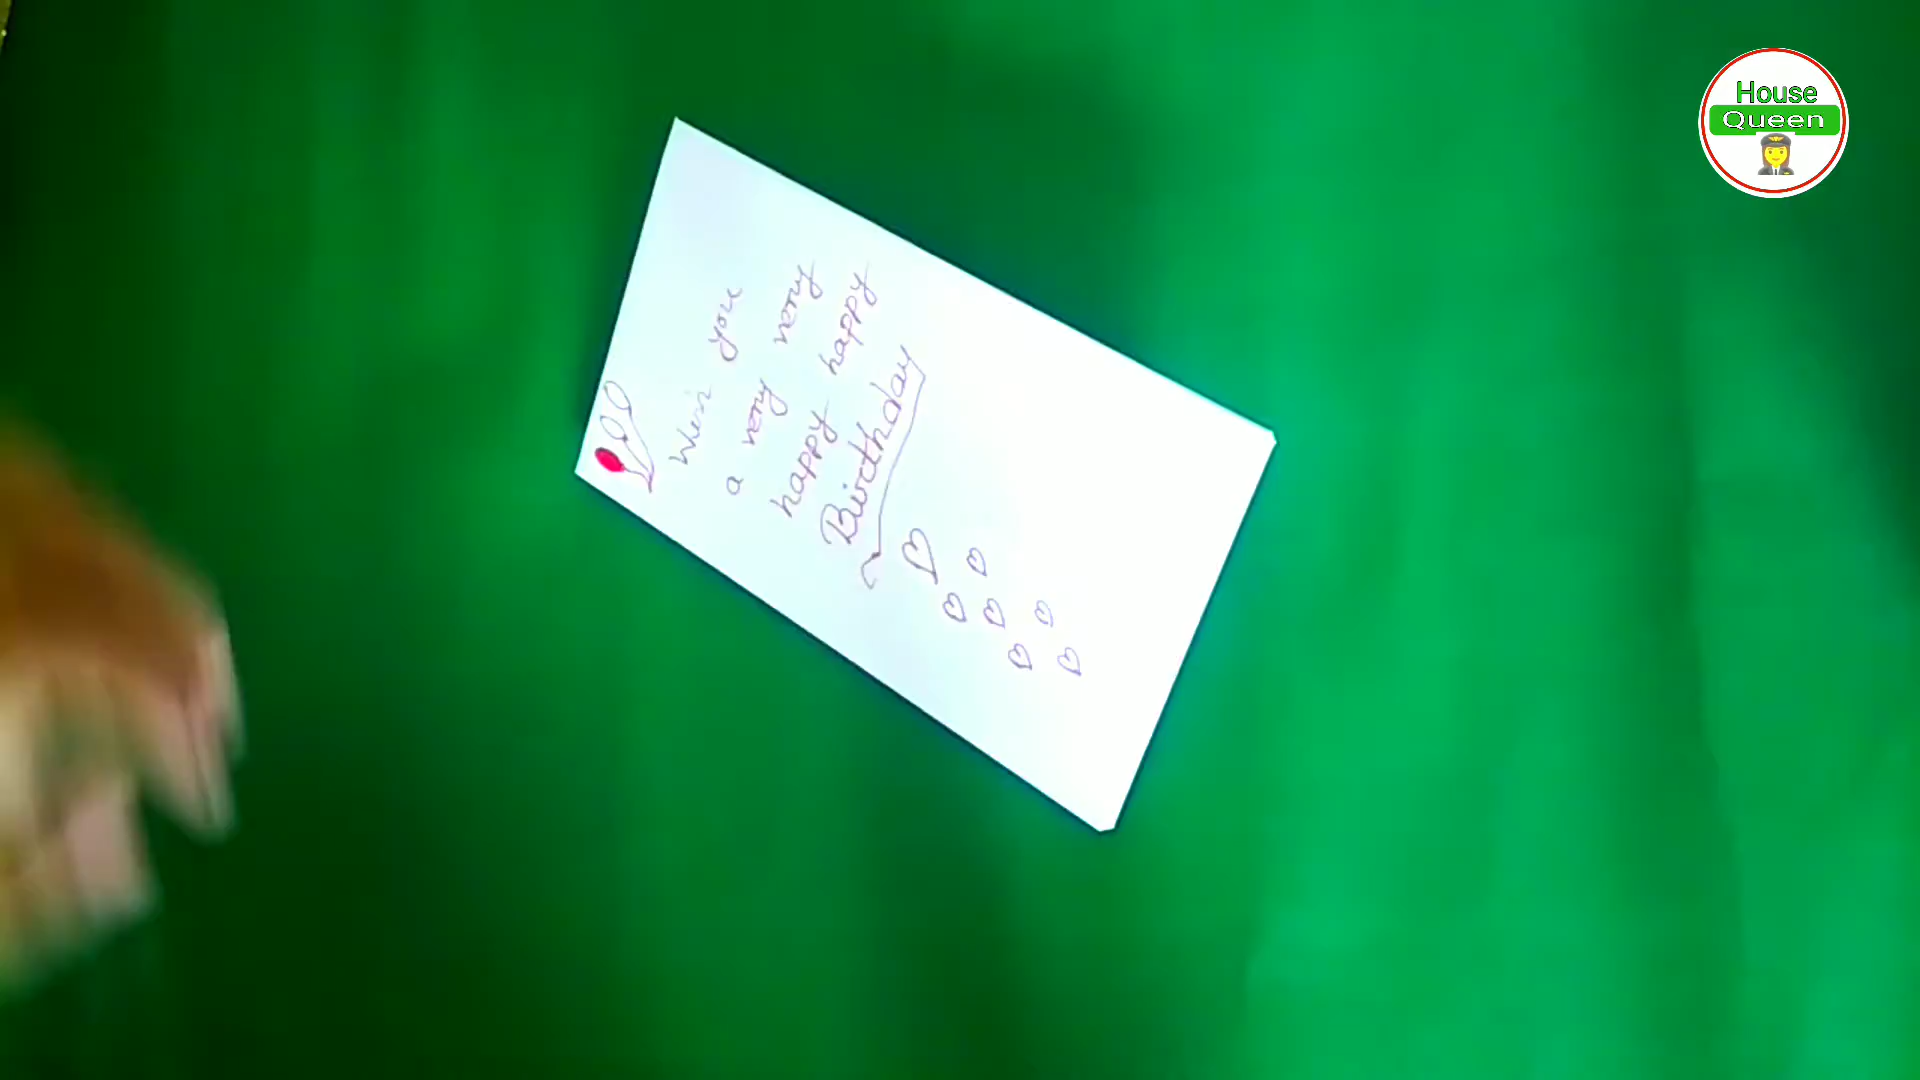 Wish you
a very very
happy happy
Birthday
House
Queen